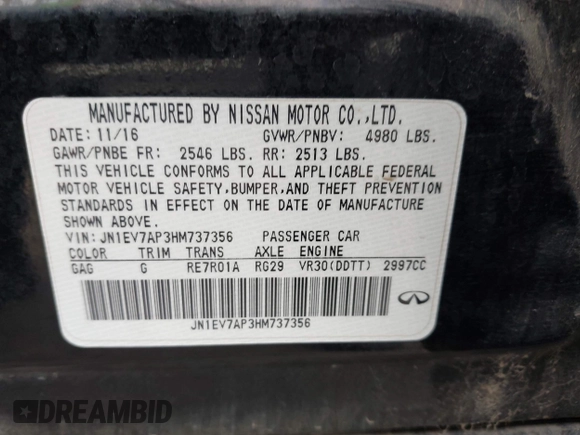 MANUFACTURED BY NISSAN MOTOR CO.,LTD.
DATE: 11/16 GVWR/PNBV: 4980 LBS.
GAWR/PNBE FR: 2546 LBS. RR: 2513 LBS.
THIS VEHICLE CONFORMS TO ALL APPLICABLE FEDERAL
MOTOR VEHICLE SAFETY,BUMPER,AND THEFT PREVENTION
STANDARDS IN EFFECT ON THE DATE OF MANUFACTURE
SHOWN ABOVE.
VIN: JN1EV7AP3HM737356 PASSENGER CAR
COLOR TRIM TRANS AXLE ENGINE
GAG G RE7R01A RG29 VR30(DDTT) 2997CC
JN1EV7AP3HM737356
DREAMBID